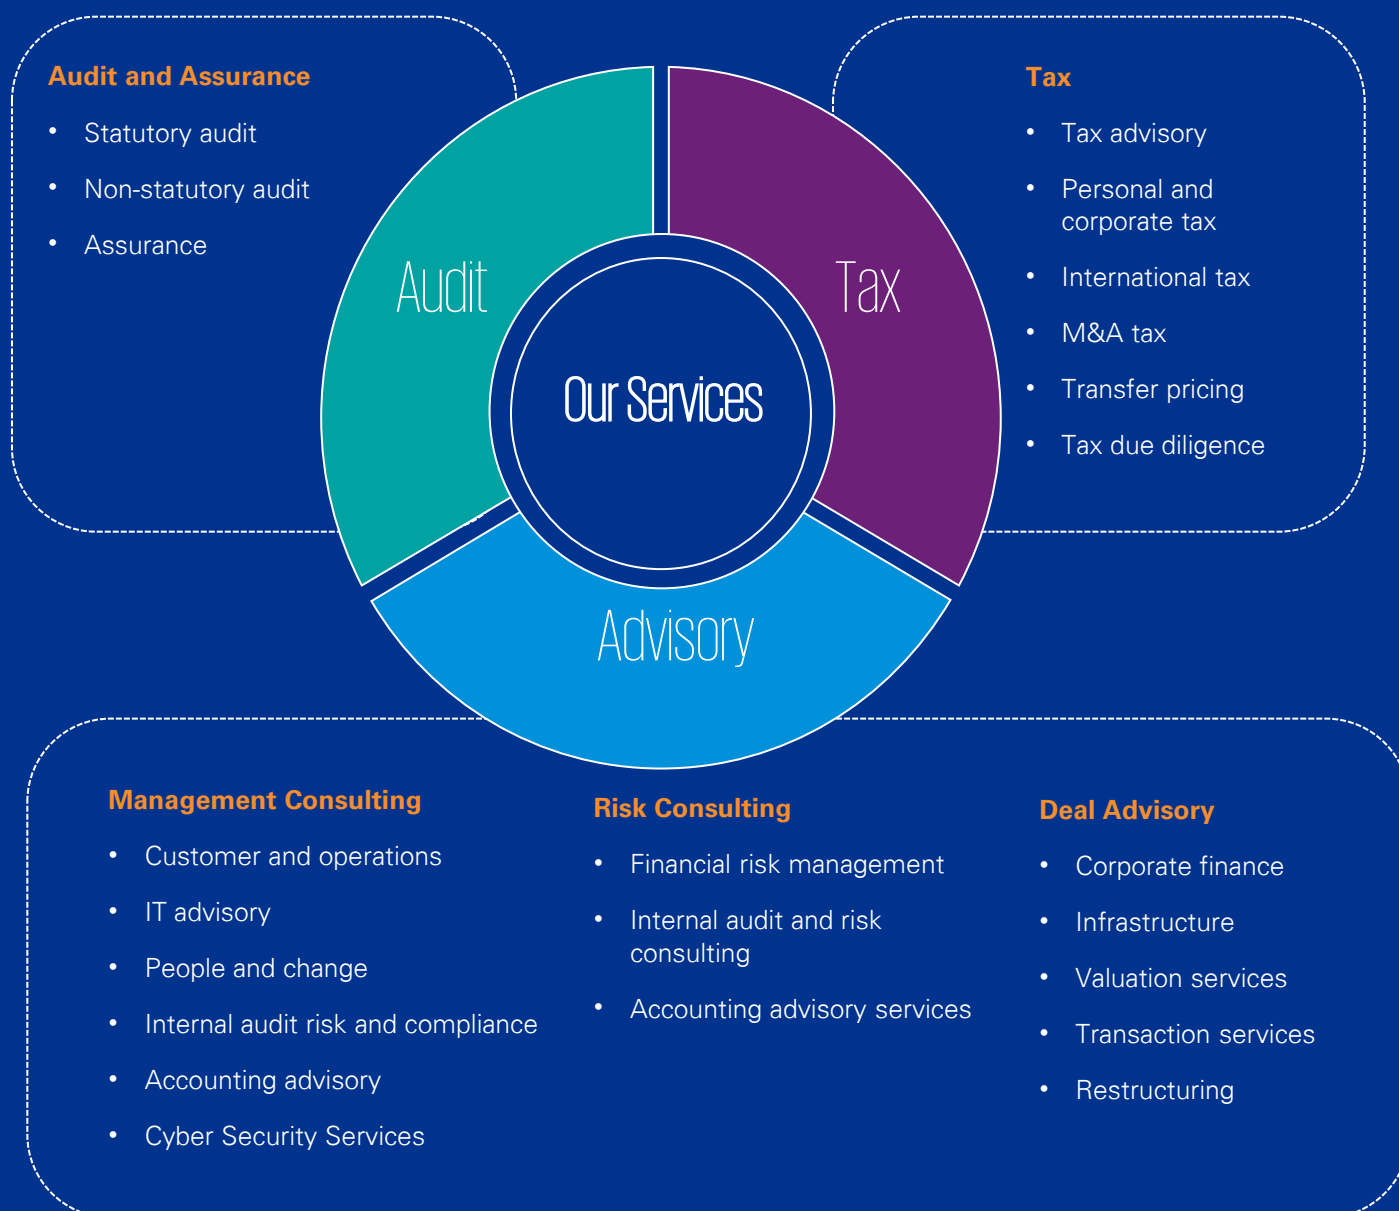 Audit and Assurance
• Statutory audit
• Non-statutory audit
• Assurance
Tax
• Tax advisory
• Personal and
corporate tax
• International tax
• M&A tax
• Transfer pricing
• Tax due diligence
Audit
Tax
Our Services
Advisory
Management Consulting
• Customer and operations
• IT advisory
• People and change
• Internal audit risk and compliance
• Accounting advisory
• Cyber Security Services
Risk Consulting
• Financial risk management
• Internal audit and risk
consulting
• Accounting advisory services
Deal Advisory
• Corporate finance
• Infrastructure
• Valuation services
• Transaction services
• Restructuring